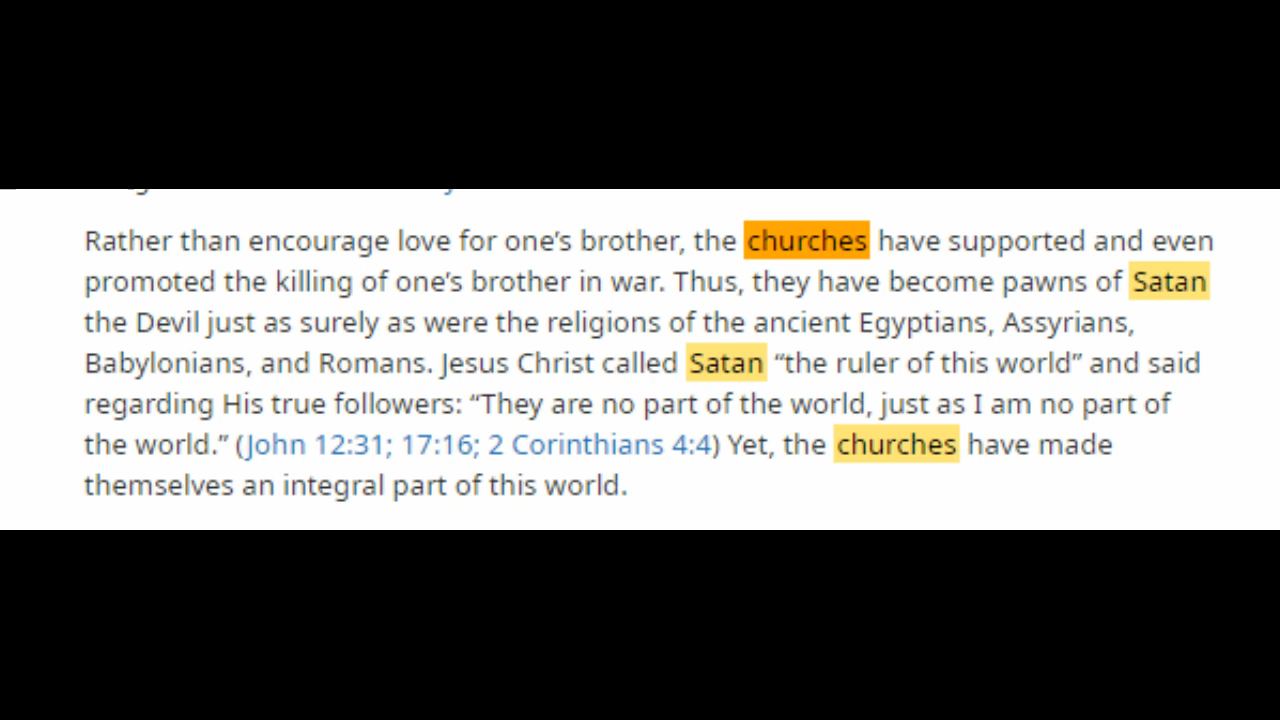 Rather than encourage love for one’s brother, the churches have supported and even
promoted the killing of one’s brother in war. Thus, they have become pawns of Satan
the Devil just as surely as were the religions of the ancient Egyptians, Assyrians,
Babylonians, and Romans. Jesus Christ called Satan “the ruler of this world” and said
regarding His true followers: “They are no part of the world, just as I am no part of
the world.” (John 12:31; 17:16; 2 Corinthians 4:4) Yet, the churches have made
themselves an integral part of this world.